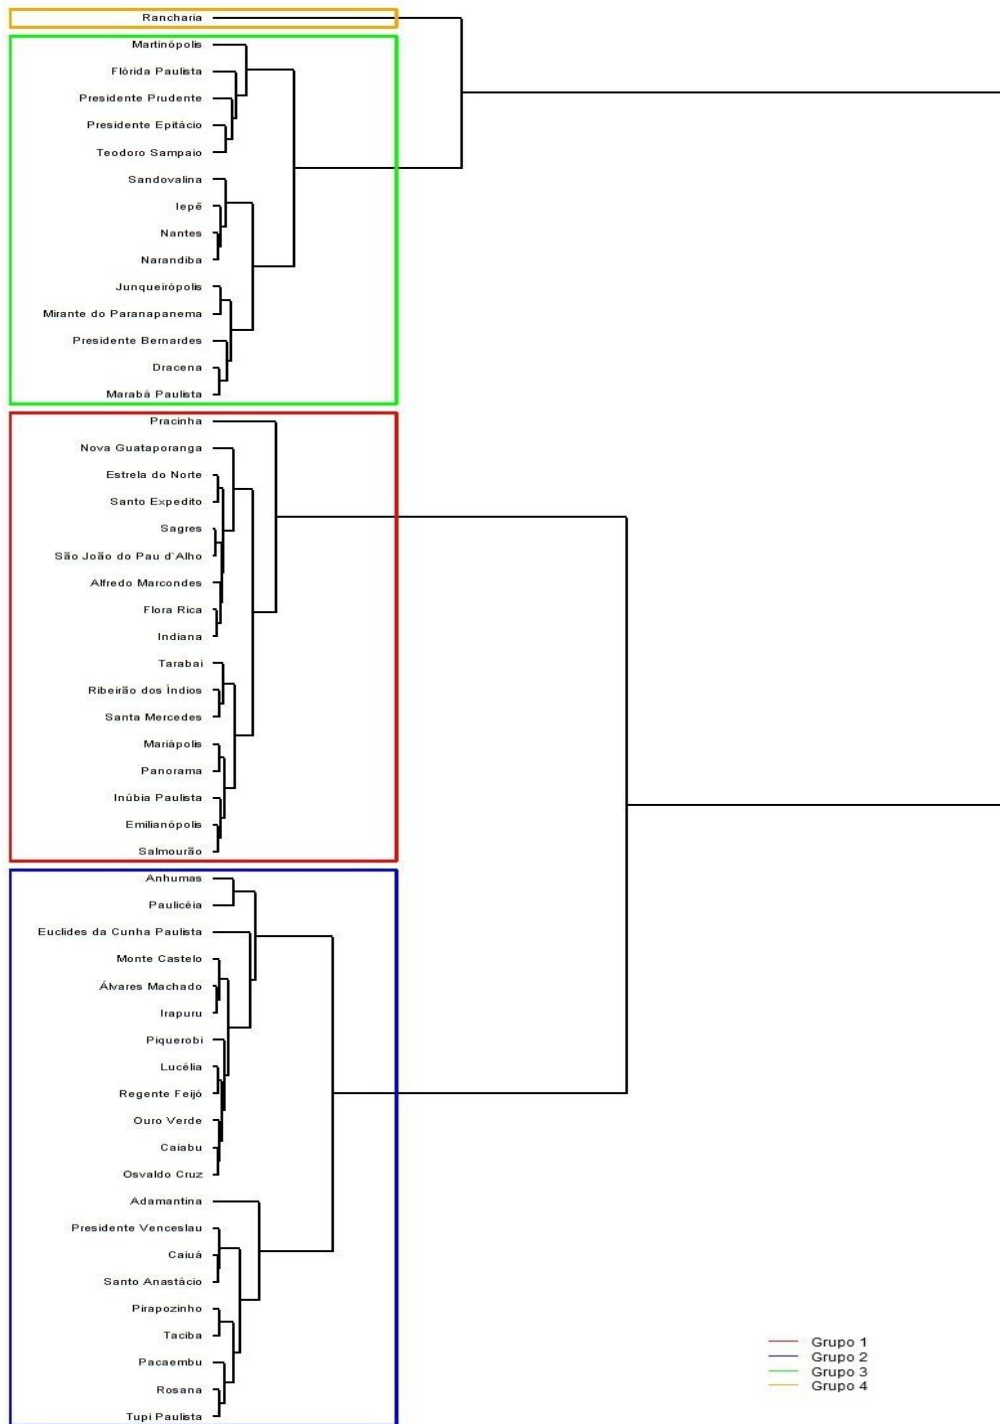 Rancharia
Martinópolis
Flórida Paulista
Presidente Prudente
Presidente Epitácio
Teodoro Sampaio
Sandovalina
Iepê
Nantes
Narandiba
Junqueirópolis
Mirante do Paranapanema
Presidente Bernardes
Dracena
Marabá Paulista
Pracinha
Nova Guataporanga
Estrela do Norte
Santo Expedito
Sagres
São João do Pau d'Alho
Alfredo Marcondes
Flora Rica
Indiana
Tarabai
Ribeirão dos Índios
Santa Mercedes
Mariápolis
Panorama
Inúbia Paulista
Emilianópolis
Salmourão
Anhumas
Paulicéia
Euclides da Cunha Paulista
Monte Castelo
Álvares Machado
Irapuru
Piquerobi
Lucélia
Regente Feijó
Ouro Verde
Caiabu
Osvaldo Cruz
Adamantina
Presidente Venceslau
Caiuá
Santo Anastácio
Pirapozinho
Taciba
Pacaembu
Rosana
Tupi Paulista
Grupo 1
Grupo 2
Grupo 3
Grupo 4